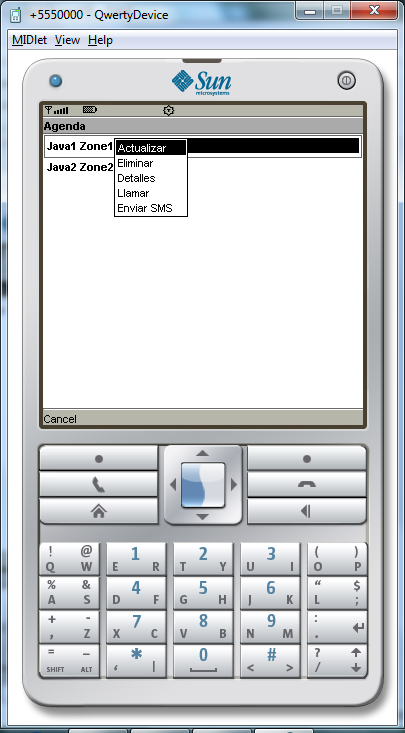 +5550000 - QwertyDevice
MIDlet View Help
Sun
microsystems
Agenda
Java1 Zone1
Actualizar
Eliminar
Java2 Zone2
Detalles
Llamar
Enviar SMS
Cancel
! @ 1 2 3 ( )
Q W E R T Y U I O P
% & 4 5 6 “ $
A S D F G H J K L ;
+ - 7 8 9 :
, Z X C V B N M .
= – * 0 # ?
SHIFT ALT ‘ | < > /